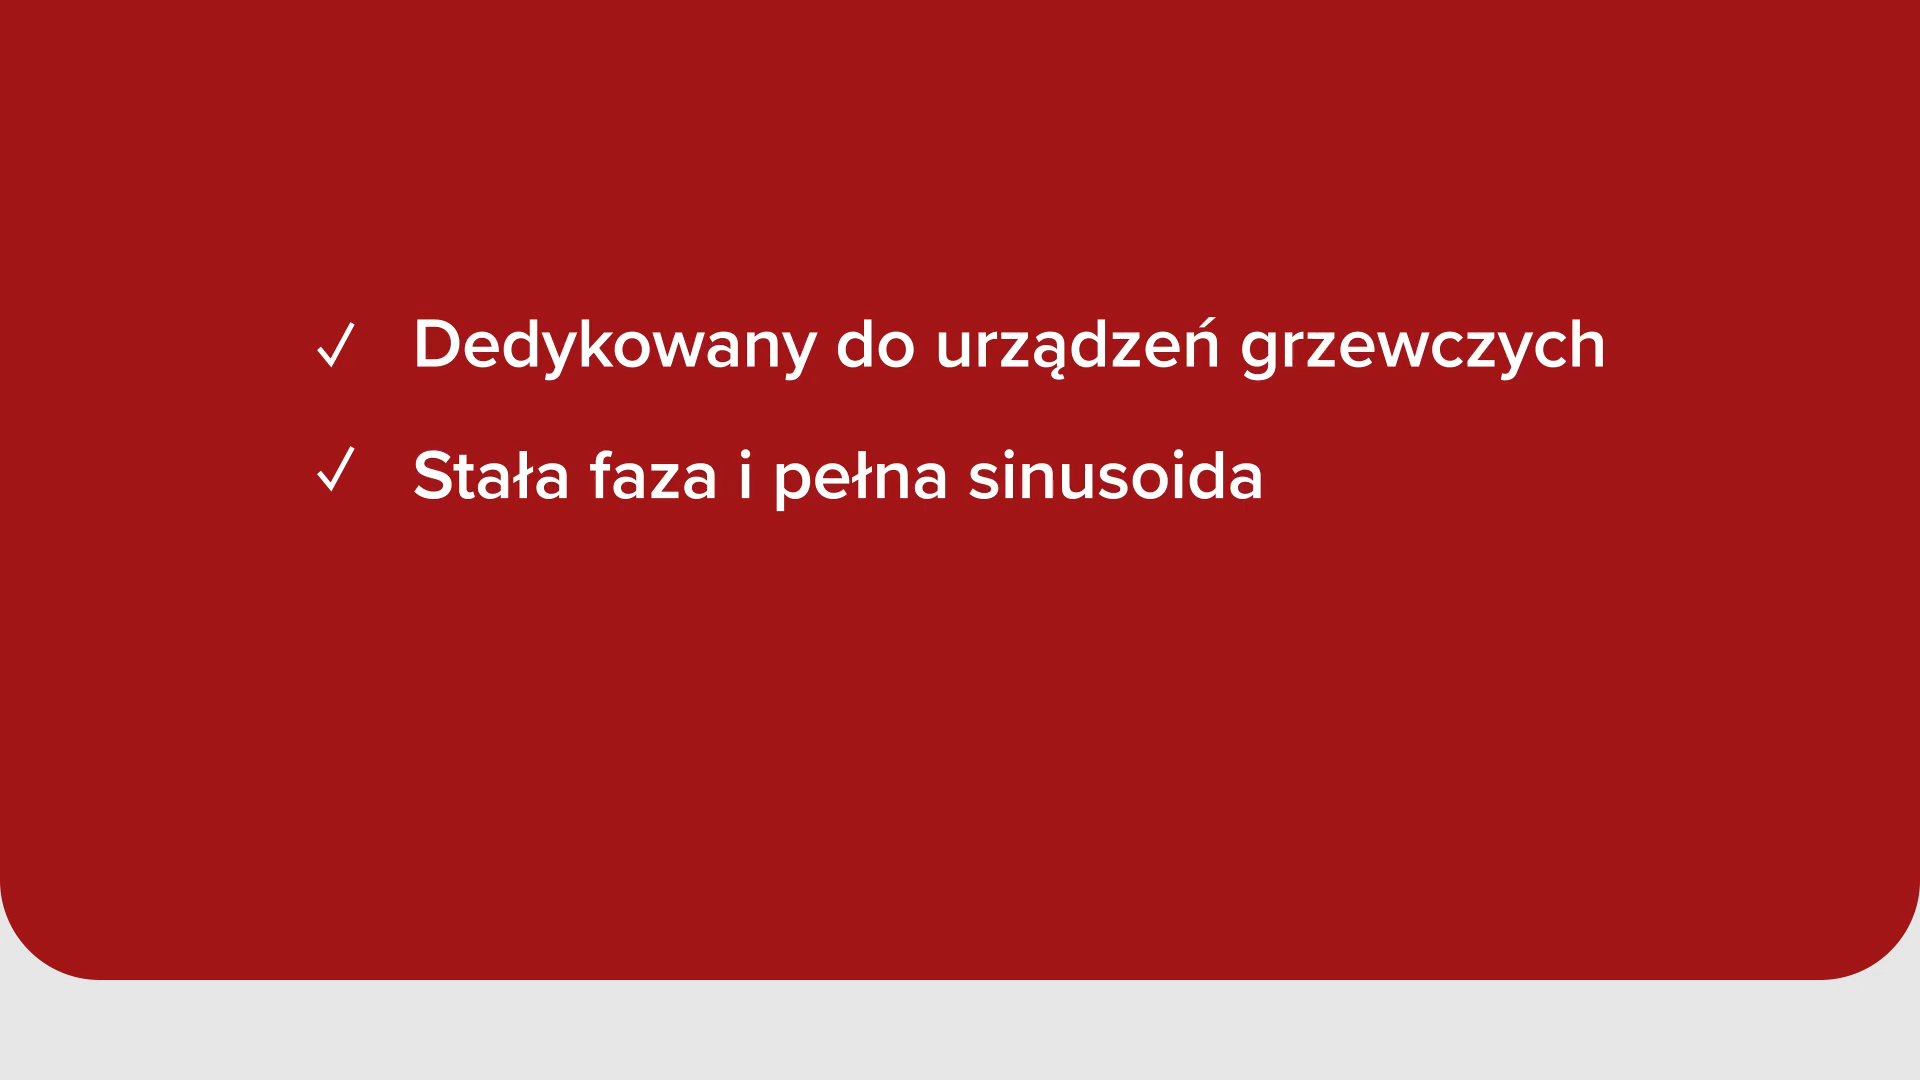 ✓ Dedykowany do urządzeń grzewczych
✓ Stała faza i pełna sinusoida